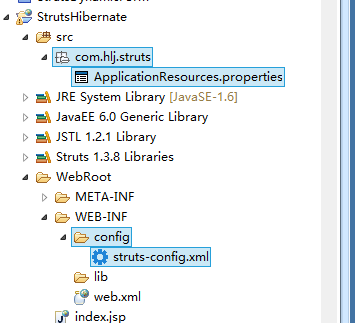 StrutsHibernate
src
com.hlj.struts
ApplicationResources.properties
JRE System Library [JavaSE-1.6]
JavaEE 6.0 Generic Library
JSTL 1.2.1 Library
Struts 1.3.8 Libraries
WebRoot
META-INF
WEB-INF
config
struts-config.xml
lib
web.xml
index.jsp